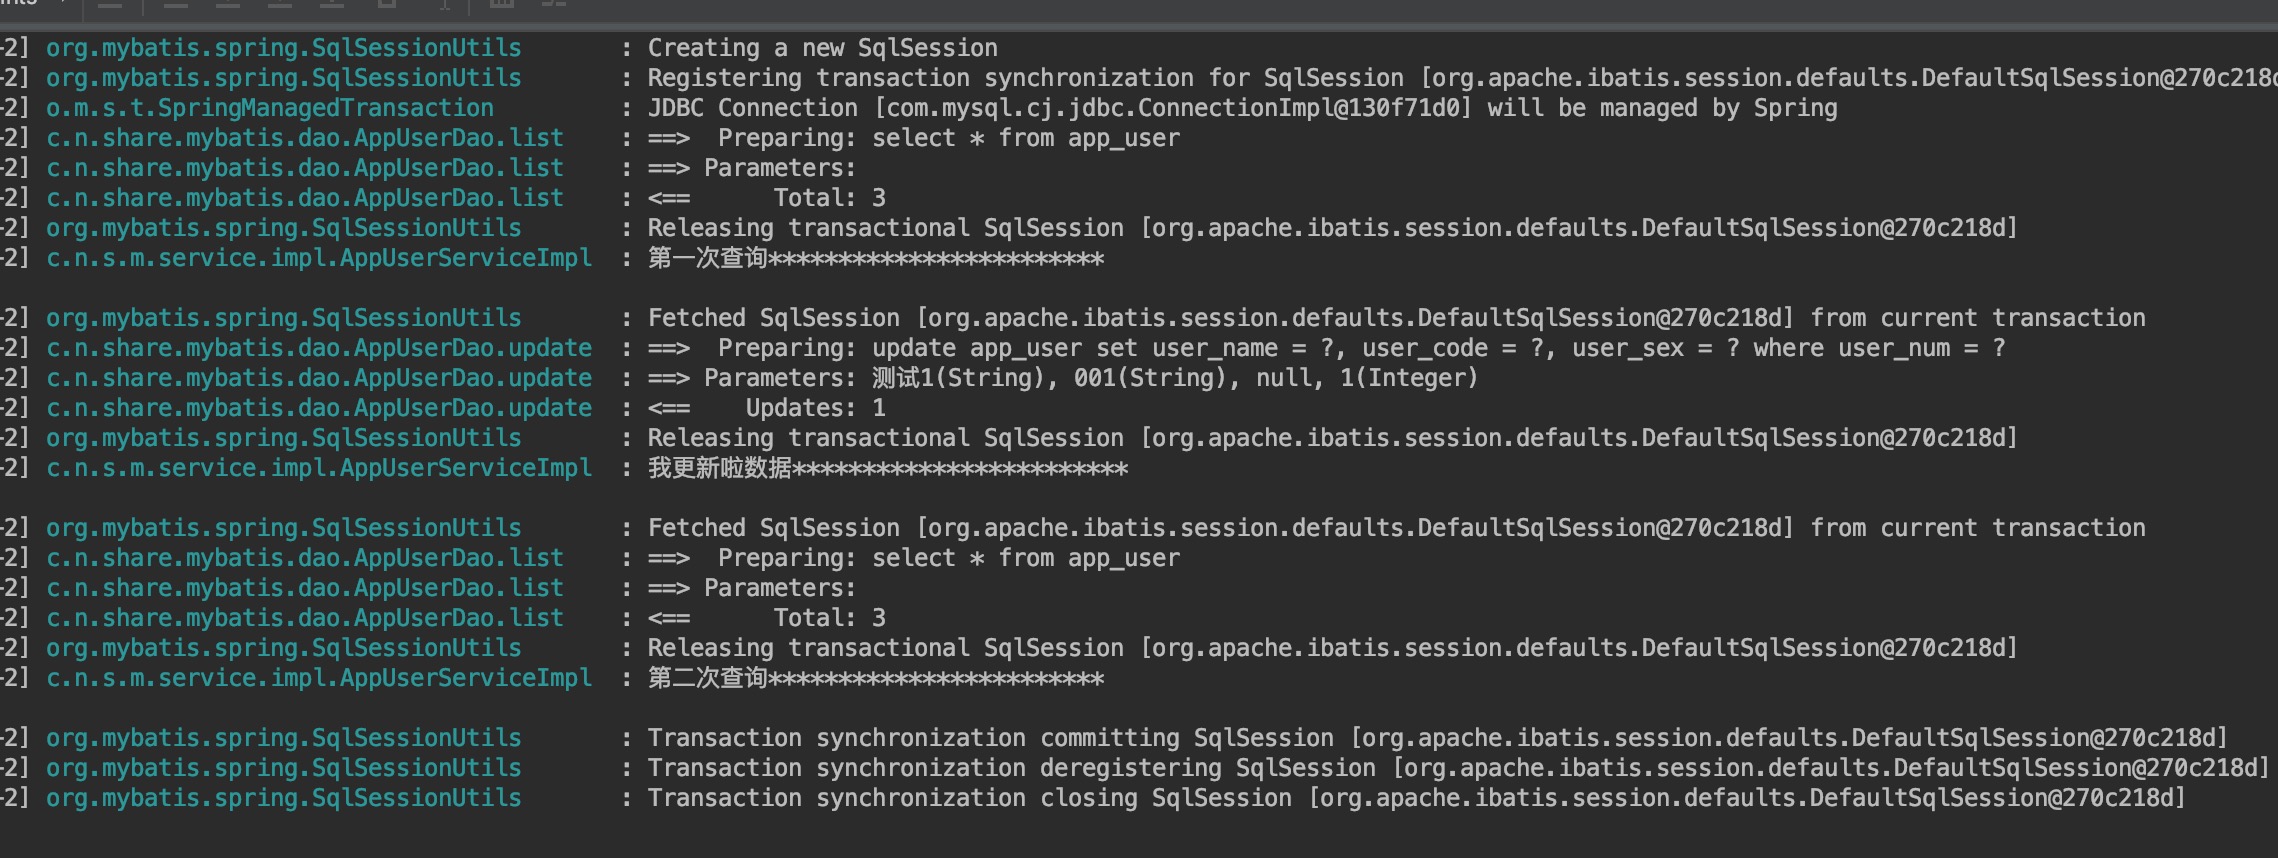 -2] org.mybatis.spring.SqlSessionUtils : Creating a new SqlSession
-2] org.mybatis.spring.SqlSessionUtils : Registering transaction synchronization for SqlSession [org.apache.ibatis.session.defaults.DefaultSqlSession@270c218d
-2] o.m.s.t.SpringManagedTransaction : JDBC Connection [com.mysql.cj.jdbc.ConnectionImpl@130f71d0] will be managed by Spring
-2] c.n.share.mybatis.dao.AppUserDao.list : ==> Preparing: select * from app_user
-2] c.n.share.mybatis.dao.AppUserDao.list : ==> Parameters:
-2] c.n.share.mybatis.dao.AppUserDao.list : <== Total: 3
-2] org.mybatis.spring.SqlSessionUtils : Releasing transactional SqlSession [org.apache.ibatis.session.defaults.DefaultSqlSession@270c218d]
-2] c.n.s.m.service.impl.AppUserServiceImpl : 第一次查询************************
-2] org.mybatis.spring.SqlSessionUtils : Fetched SqlSession [org.apache.ibatis.session.defaults.DefaultSqlSession@270c218d] from current transaction
-2] c.n.share.mybatis.dao.AppUserDao.update : ==> Preparing: update app_user set user_name = ?, user_code = ?, user_sex = ? where user_num = ?
-2] c.n.share.mybatis.dao.AppUserDao.update : ==> Parameters: 测试1(String), 001(String), null, 1(Integer)
-2] c.n.share.mybatis.dao.AppUserDao.update : <== Updates: 1
-2] org.mybatis.spring.SqlSessionUtils : Releasing transactional SqlSession [org.apache.ibatis.session.defaults.DefaultSqlSession@270c218d]
-2] c.n.s.m.service.impl.AppUserServiceImpl : 我更新啦数据************************
-2] org.mybatis.spring.SqlSessionUtils : Fetched SqlSession [org.apache.ibatis.session.defaults.DefaultSqlSession@270c218d] from current transaction
-2] c.n.share.mybatis.dao.AppUserDao.list : ==> Preparing: select * from app_user
-2] c.n.share.mybatis.dao.AppUserDao.list : ==> Parameters:
-2] c.n.share.mybatis.dao.AppUserDao.list : <== Total: 3
-2] org.mybatis.spring.SqlSessionUtils : Releasing transactional SqlSession [org.apache.ibatis.session.defaults.DefaultSqlSession@270c218d]
-2] c.n.s.m.service.impl.AppUserServiceImpl : 第二次查询************************
-2] org.mybatis.spring.SqlSessionUtils : Transaction synchronization committing SqlSession [org.apache.ibatis.session.defaults.DefaultSqlSession@270c218d]
-2] org.mybatis.spring.SqlSessionUtils : Transaction synchronization deregistering SqlSession [org.apache.ibatis.session.defaults.DefaultSqlSession@270c218d]
-2] org.mybatis.spring.SqlSessionUtils : Transaction synchronization closing SqlSession [org.apache.ibatis.session.defaults.DefaultSqlSession@270c218d]